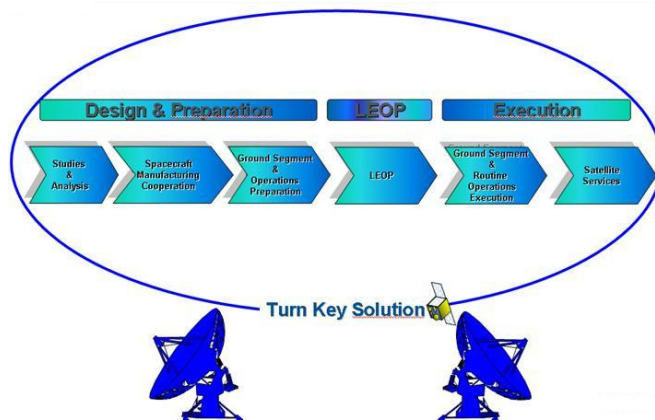 Design & Preparation
LEOP
Execution
Studies
&
Analysis
Spacecraft
Manufacturing
Cooperation
Ground Segment
&
Operations
Preparation
LEOP
Ground Segment
&
Routine
Operations
Execution
Satellite
Services
Turn Key Solution